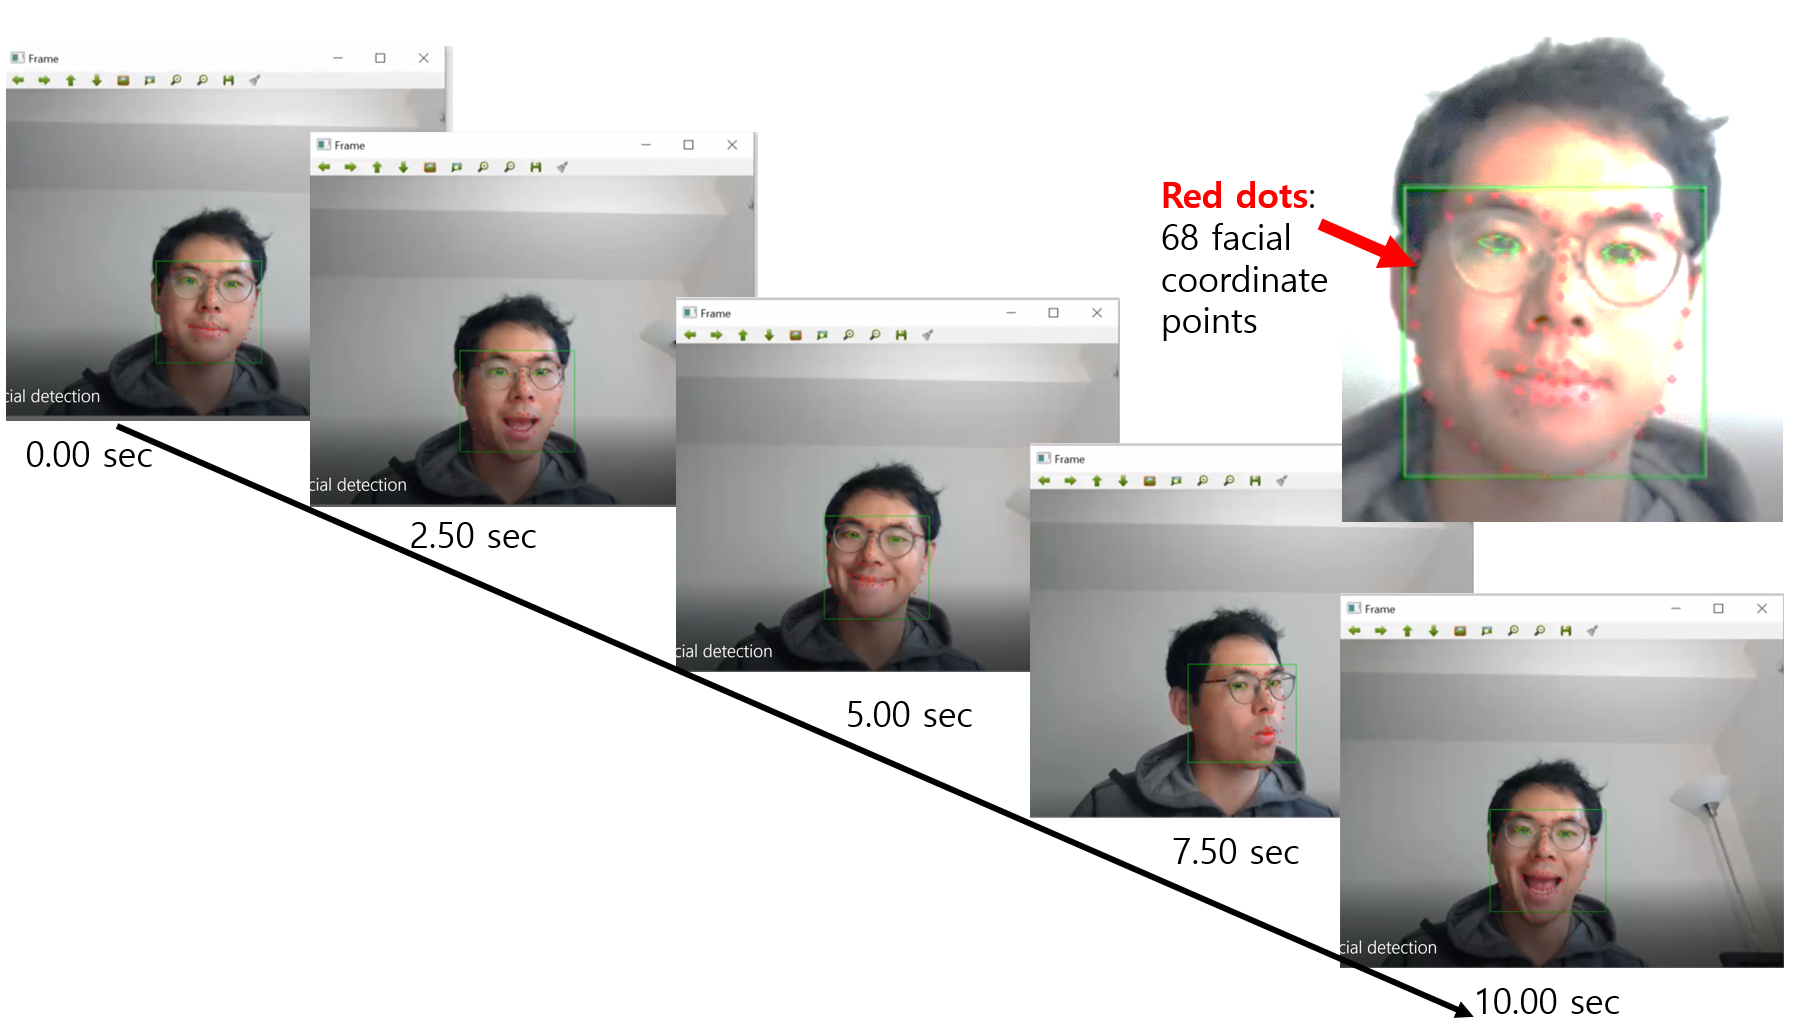 Frame
cial detection
0.00 sec
Frame
cial detection
2.50 sec
Frame
cial detection
5.00 sec
Frame
7.50 sec
Frame
cial detection
10.00 sec
Red dots:
68 facial
coordinate
points